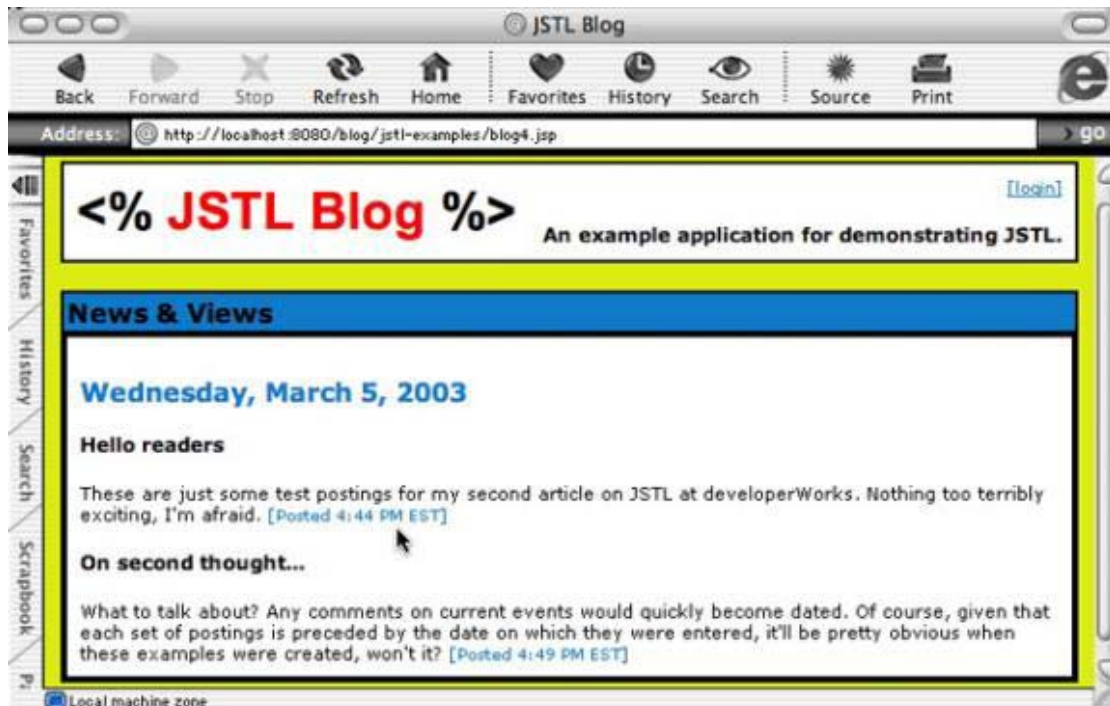 JSTL Blog
Back Forward Stop Refresh Home Favorites History Search Source Print
Address: http://localhost:8080/blog/jstl-examples/blog4.jsp go
Favorites
History
Search
Scrapbook
[login]
<% JSTL Blog %>
An example application for demonstrating JSTL.
News & Views
Wednesday, March 5, 2003
Hello readers
These are just some test postings for my second article on JSTL at developerWorks. Nothing too terribly
exciting, I'm afraid. [Posted 4:44 PM EST]
On second thought...
What to talk about? Any comments on current events would quickly become dated. Of course, given that
each set of postings is preceded by the date on which they were entered, it'll be pretty obvious when
these examples were created, won't it? [Posted 4:49 PM EST]
Local machine zone